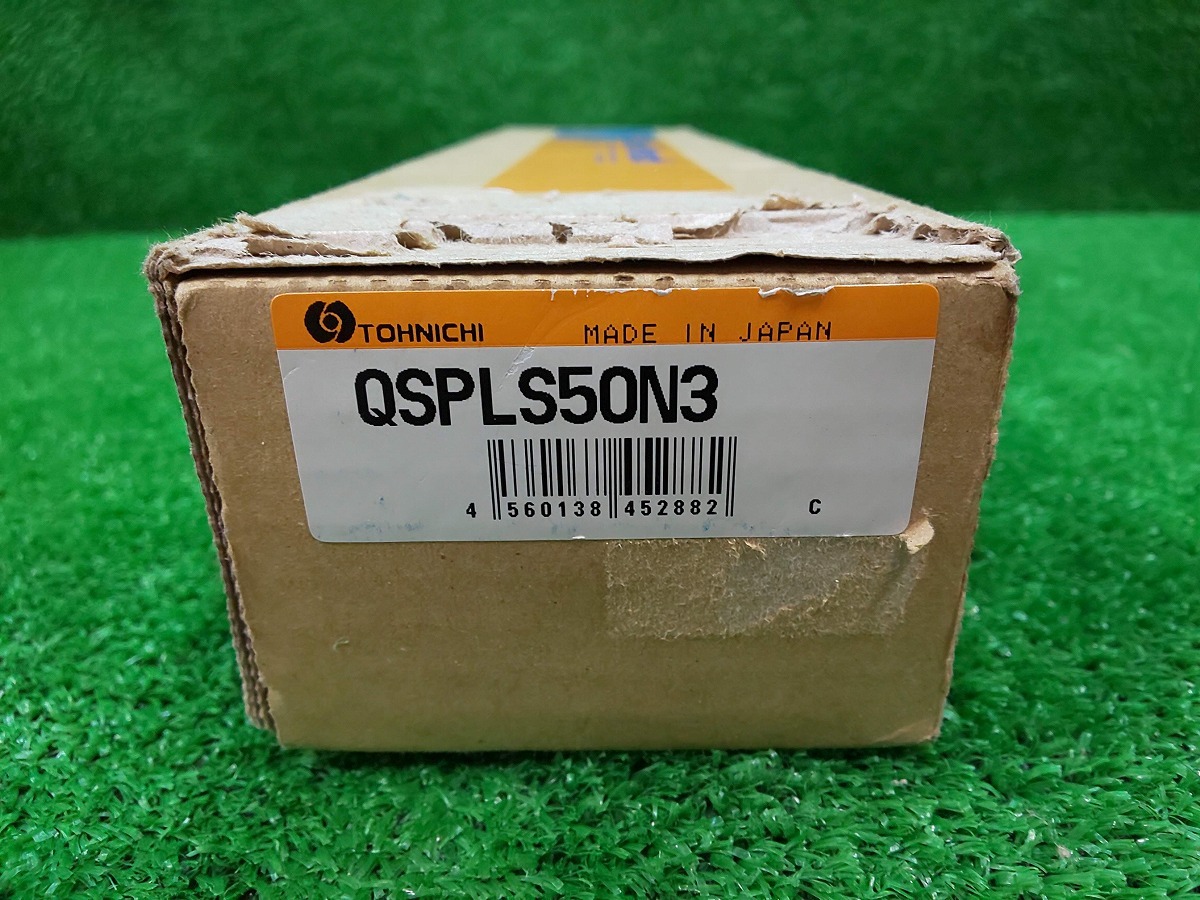 TOHNICHI MADE IN JAPAN
QSPLS50N3
4 560138 452882 C